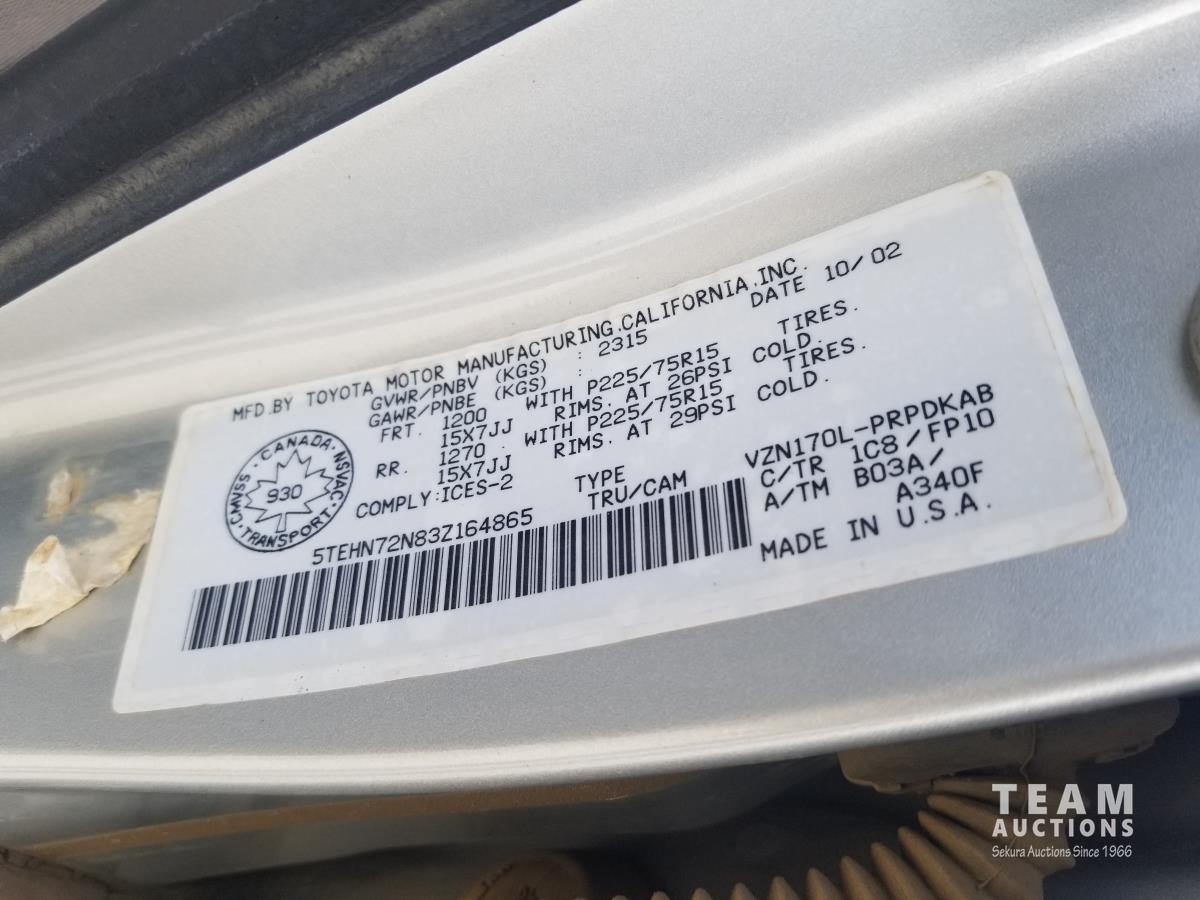 MFD.BY TOYOTA MOTOR MANUFACTURING.CALIFORNIA.INC.
GVWR/PNBV (KGS) : 2315 DATE 10/02
GAWR/PNBE (KGS) :
FRT. 1200 WITH P225/75R15 TIRES.
15X7JJ RIMS. AT 26PSI COLD.
RR. 1270 WITH P225/75R15 TIRES.
15X7JJ RIMS. AT 29PSI COLD.
COMPLY:ICES-2 TYPE VZN170L-PRPDKAB
TRU/CAM C/TR 1C8/FP10
A/TM B03A/
A340F
MADE IN U.S.A.
5TEHN72N83Z164865
CANADA
CMVSS 930 NSVAC
TRANSPORT
TEAM
AUCTIONS
Sekura Auctions Since 1966